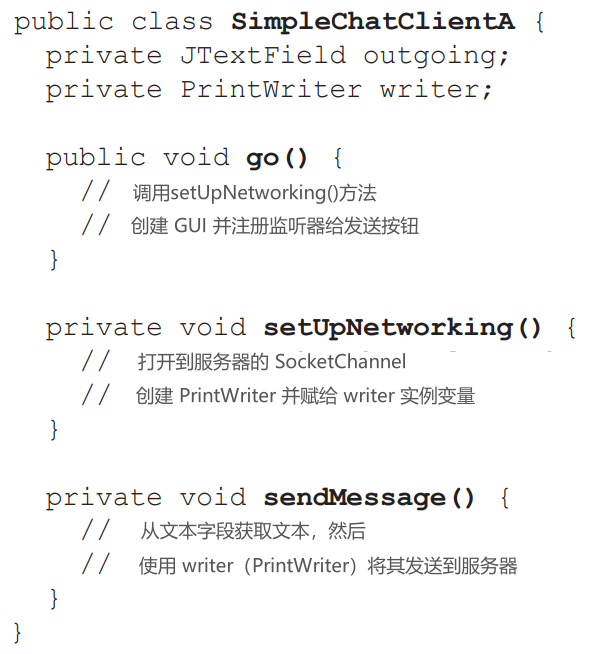 public class SimpleChatClientA {
private JTextField outgoing;
private PrintWriter writer;
public void go() {
// 调用setUpNetworking()方法
// 创建 GUI 并注册监听器给发送按钮
}
private void setUpNetworking() {
// 打开到服务器的 SocketChannel
// 创建 PrintWriter 并赋给 writer 实例变量
}
private void sendMessage() {
// 从文本字段获取文本，然后
// 使用 writer（PrintWriter）将其发送到服务器
}
}